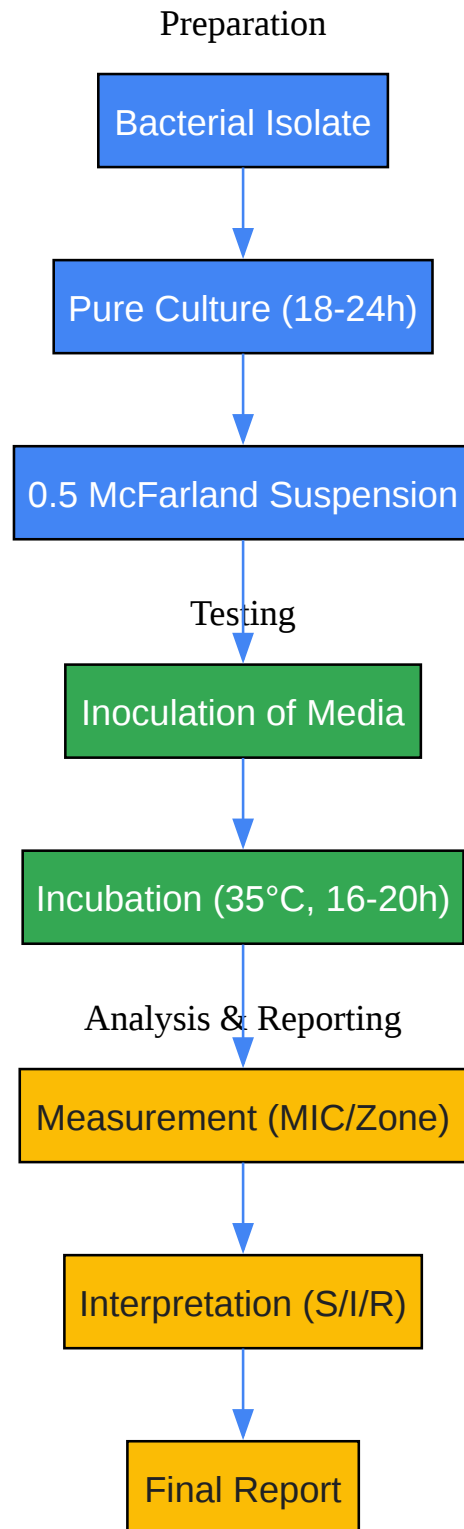 Preparation
Bacterial Isolate
Pure Culture (18-24h)
0.5 McFarland Suspension
Testing
Inoculation of Media
Incubation (35°C, 16-20h)
Analysis & Reporting
Measurement (MIC/Zone)
Interpretation (S/I/R)
Final Report